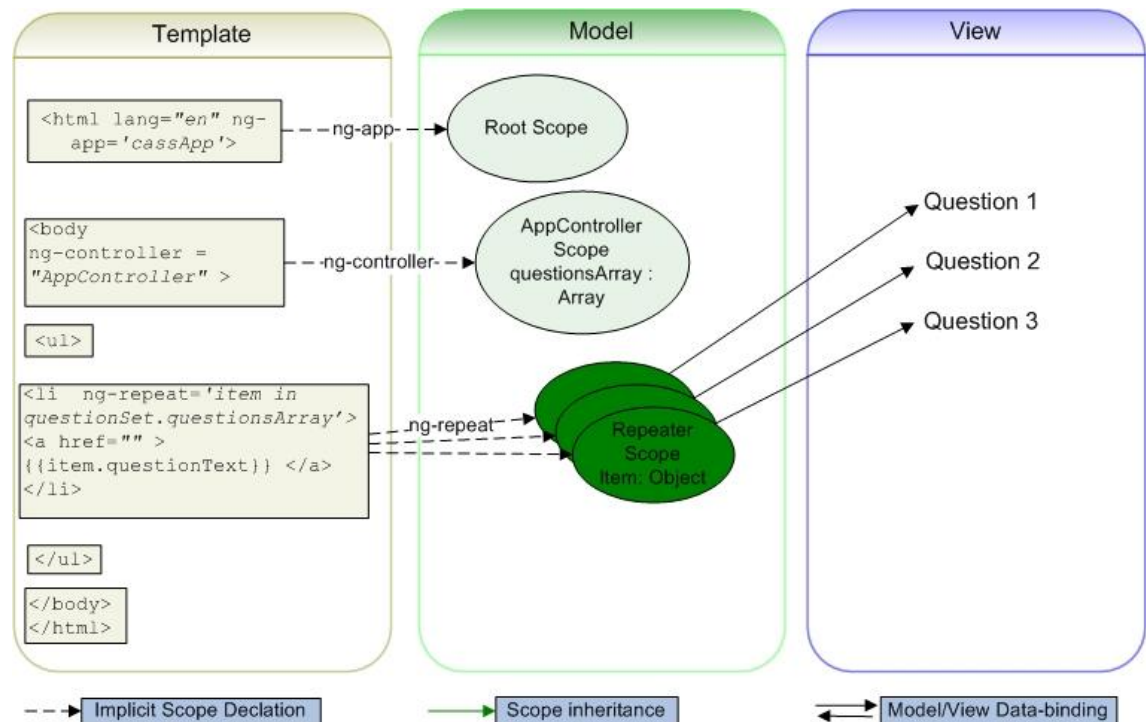 Template
Model
View
<html lang="en" ng-
app='cassApp'>
ng-app
Root Scope
<body
ng-controller =
"AppController" >
ng-controller
AppController
Scope
questionsArray :
Array
Question 1
Question 2
Question 3
<ul>
<li  ng-repeat='item in
questionSet.questionsArray'>
<a href="" >
{{item.questionText}} </a>
</li>
ng-repeat
Repeater
Scope
Item: Object
</ul>
</body>
</html>
Implicit Scope Declation
Scope inheritance
Model/View Data-binding